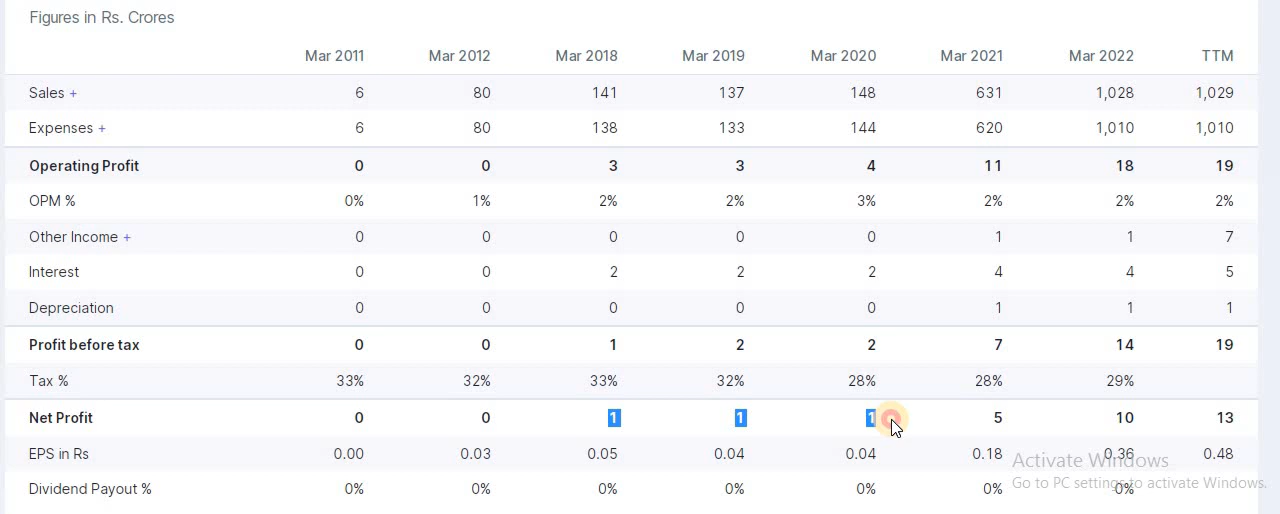 Figures in Rs. Crores
Mar 2011 Mar 2012 Mar 2018 Mar 2019 Mar 2020 Mar 2021 Mar 2022 TTM
Sales + 6 80 141 137 148 631 1,028 1,029
Expenses + 6 80 138 133 144 620 1,010 1,010
Operating Profit 0 0 3 3 4 11 18 19
OPM % 0% 1% 2% 2% 3% 2% 2% 2%
Other Income + 0 0 0 0 0 1 1 7
Interest 0 0 2 2 2 4 4 5
Depreciation 0 0 0 0 0 1 1 1
Profit before tax 0 0 1 2 2 7 14 19
Tax % 33% 32% 33% 32% 28% 28% 29%
Net Profit 0 0 1 1 1 5 10 13
EPS in Rs 0.00 0.03 0.05 0.04 0.04 0.18 0.36 0.48
Activate Windows
Go to PC settings to activate Windows.
Dividend Payout % 0% 0% 0% 0% 0% 0% 0%